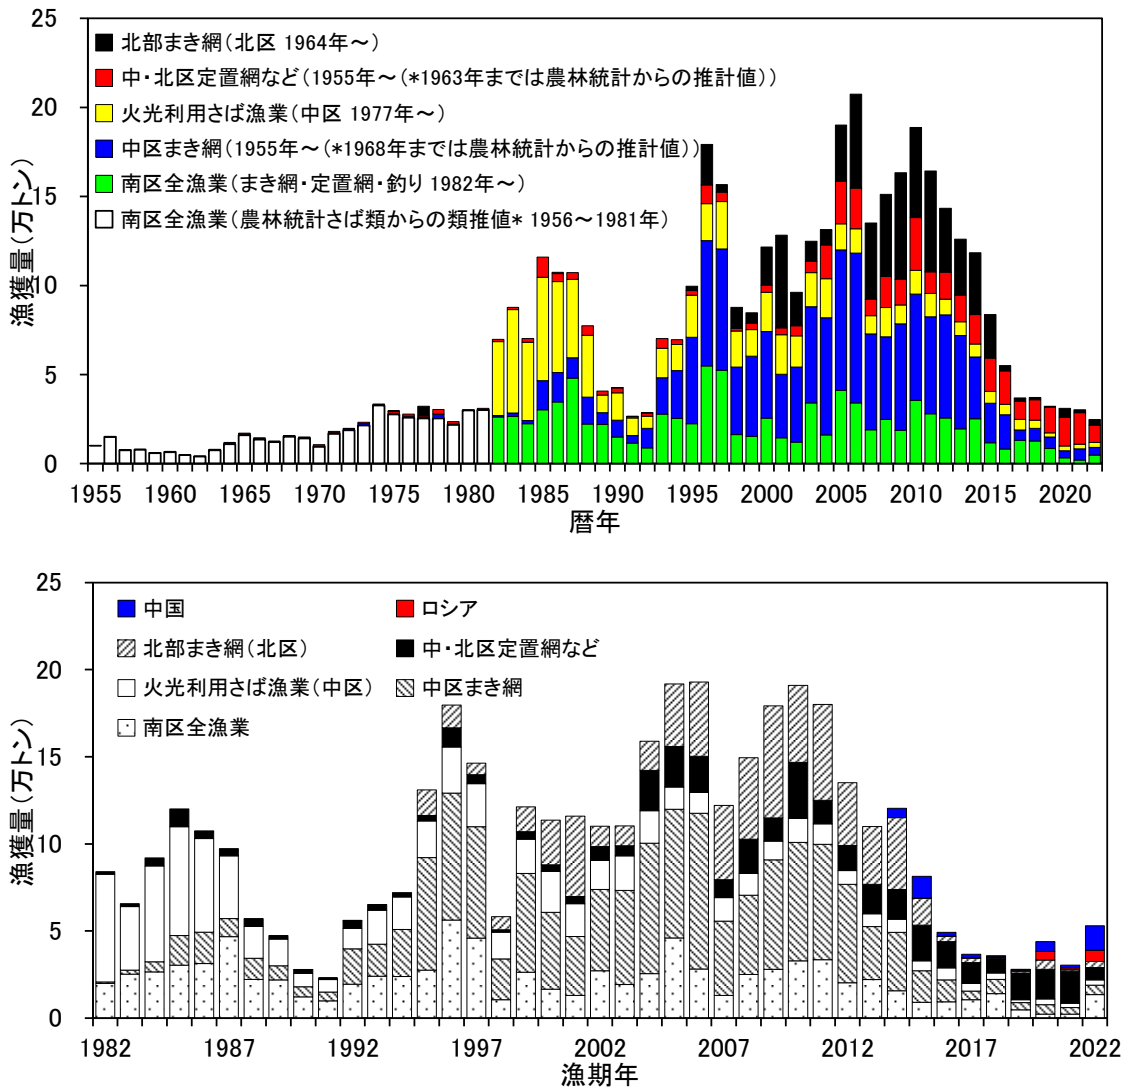 漁獲量(万トン)
25
20
15
10
5
0
北部まき網(北区 1964年～)
中・北区定置網など(1955年～(*1963年までは農林統計からの推計値))
火光利用さば漁業(中区 1977年～)
中区まき網(1955年～(*1968年までは農林統計からの推計値))
南区全漁業(まき網・定置網・釣り 1982年～)
南区全漁業(農林統計さば類からの類推値* 1956～1981年)
1955 1960 1965 1970 1975 1980 1985 1990 1995 2000 2005 2010 2015 2020
暦年
漁獲量(万トン)
25
20
15
10
5
0
中国 ロシア
北部まき網(北区) 中・北区定置網など
火光利用さば漁業(中区) 中区まき網
南区全漁業
1982 1987 1992 1997 2002 2007 2012 2017 2022
漁期年